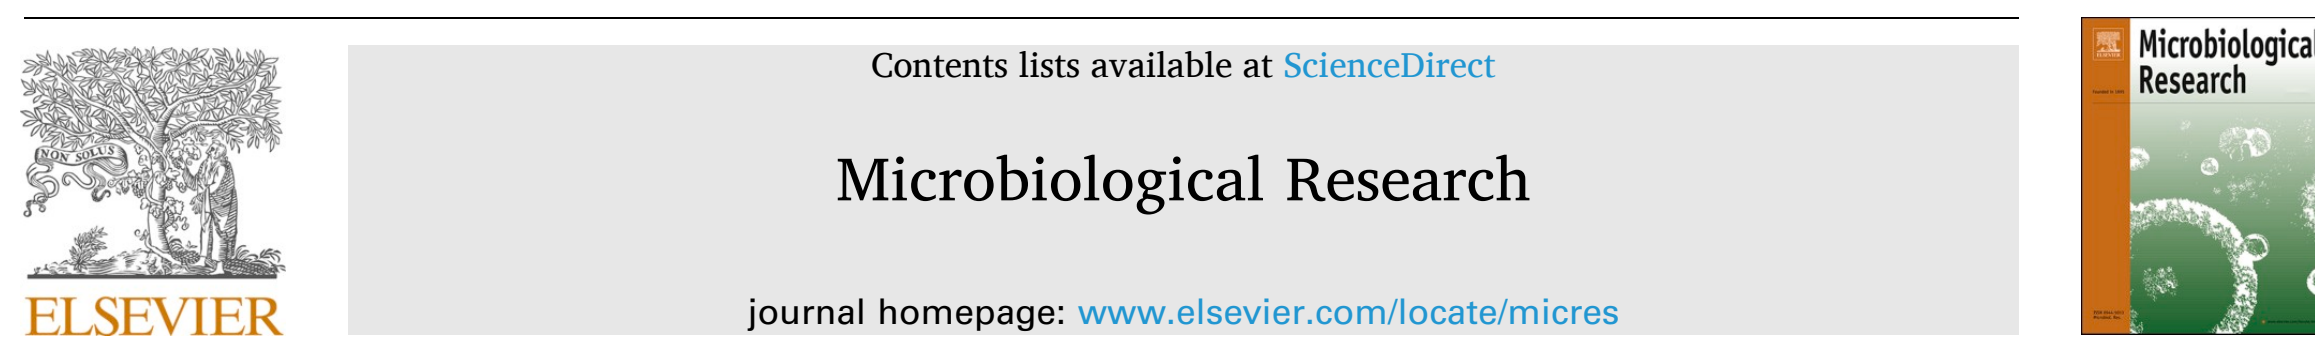 NON SOLUS
ELSEVIER
Contents lists available at ScienceDirect
Microbiological Research
journal homepage: www.elsevier.com/locate/micres
Microbiological
Research